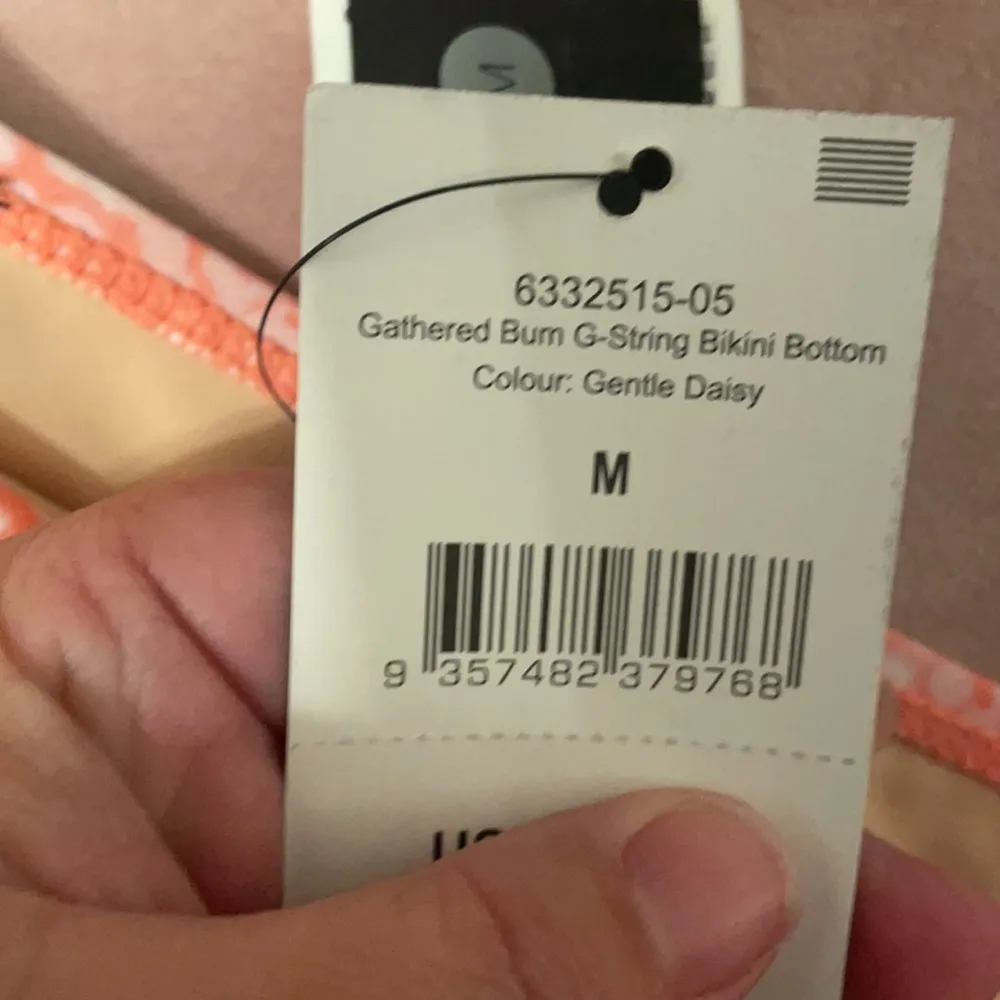 M
6332515-05
Gathered Bum G-String Bikini Bottom
Colour: Gentle Daisy
M
9 357482 379768